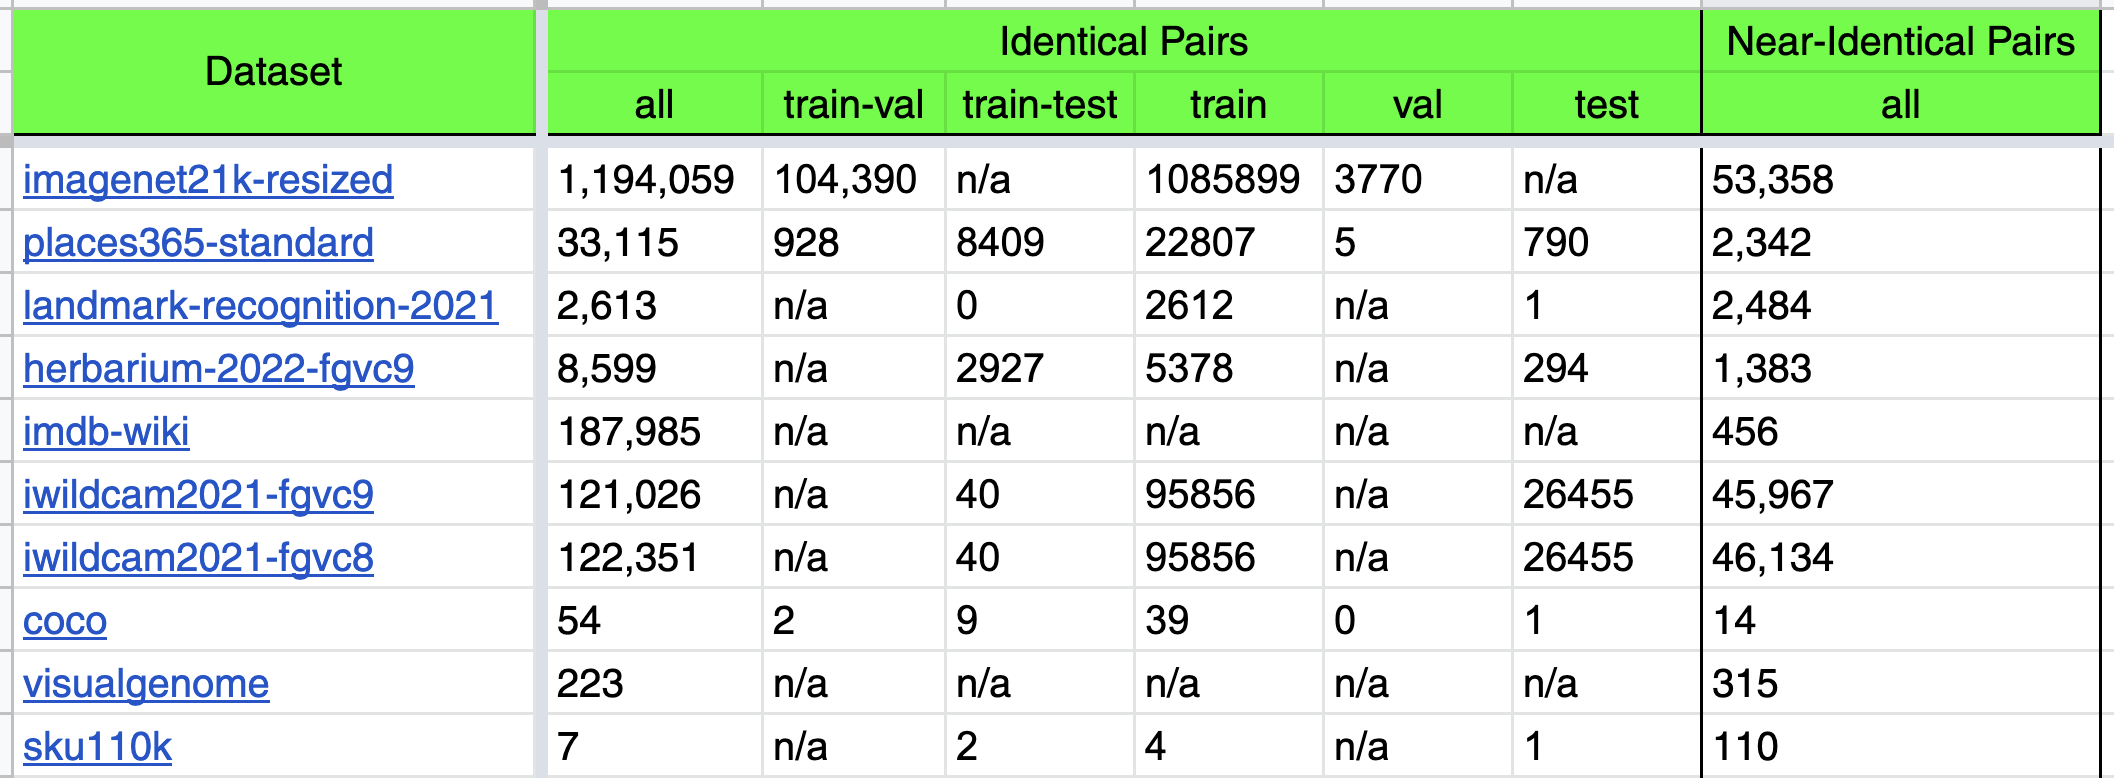 Dataset Identical Pairs Near-Identical Pairs
all train-val train-test train val test all
imagenet21k-resized 1,194,059 104,390 n/a 1085899 3770 n/a 53,358
places365-standard 33,115 928 8409 22807 5 790 2,342
landmark-recognition-2021 2,613 n/a 0 2612 n/a 1 2,484
herbarium-2022-fgvc9 8,599 n/a 2927 5378 n/a 294 1,383
imdb-wiki 187,985 n/a n/a n/a n/a n/a 456
iwildcam2021-fgvc9 121,026 n/a 40 95856 n/a 26455 45,967
iwildcam2021-fgvc8 122,351 n/a 40 95856 n/a 26455 46,134
coco 54 2 9 39 0 1 14
visualgenome 223 n/a n/a n/a n/a n/a 315
sku110k 7 n/a 2 4 n/a 1 110